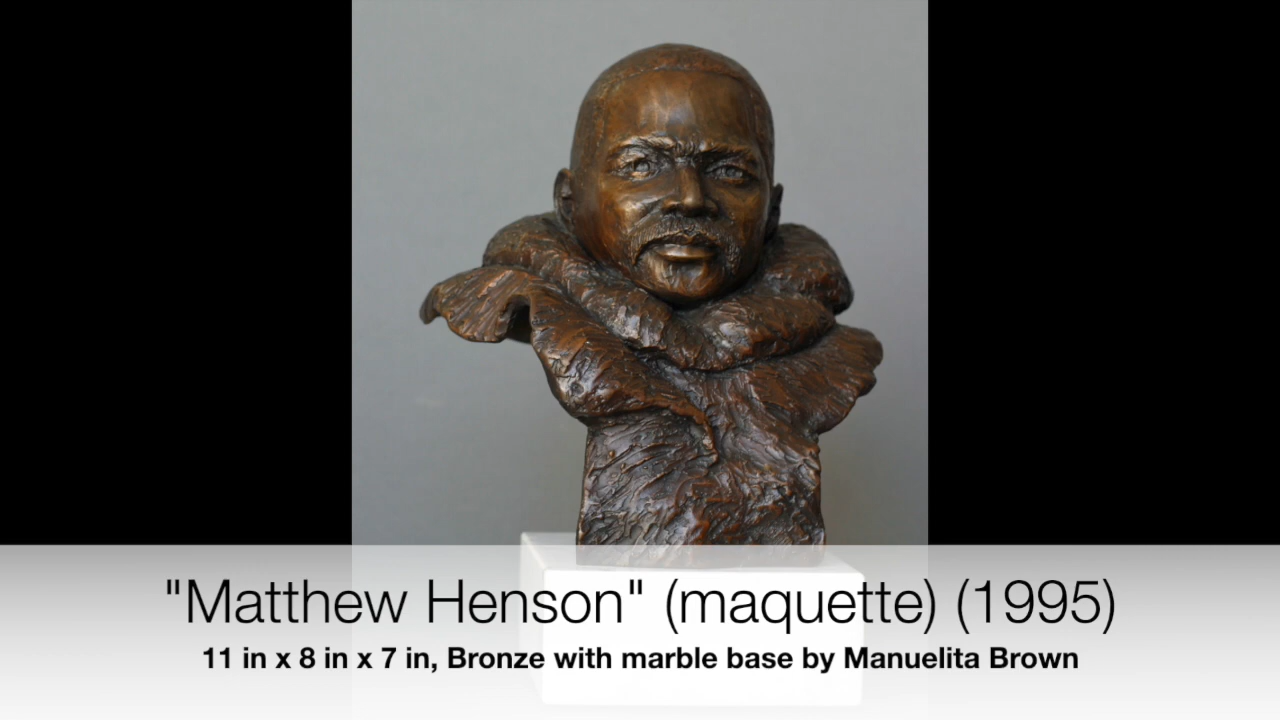 "Matthew Henson" (maquette) (1995)
11 in x 8 in x 7 in, Bronze with marble base by Manuelita Brown